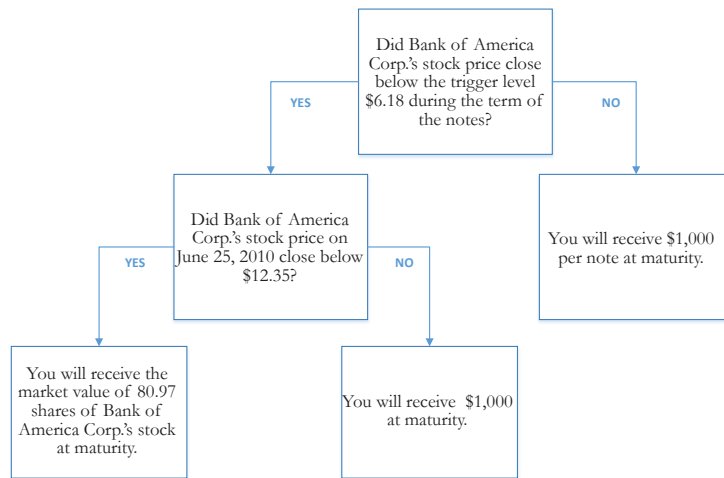 Did Bank of America
Corp.'s stock price close
below the trigger level
$6.18 during the term of
the notes?
YES
NO
Did Bank of America
Corp.'s stock price on
June 25, 2010 close below
$12.35?
You will receive $1,000
per note at maturity.
YES
NO
You will receive the
market value of 80.97
shares of Bank of
America Corp.'s stock
at maturity.
You will receive $1,000
at maturity.